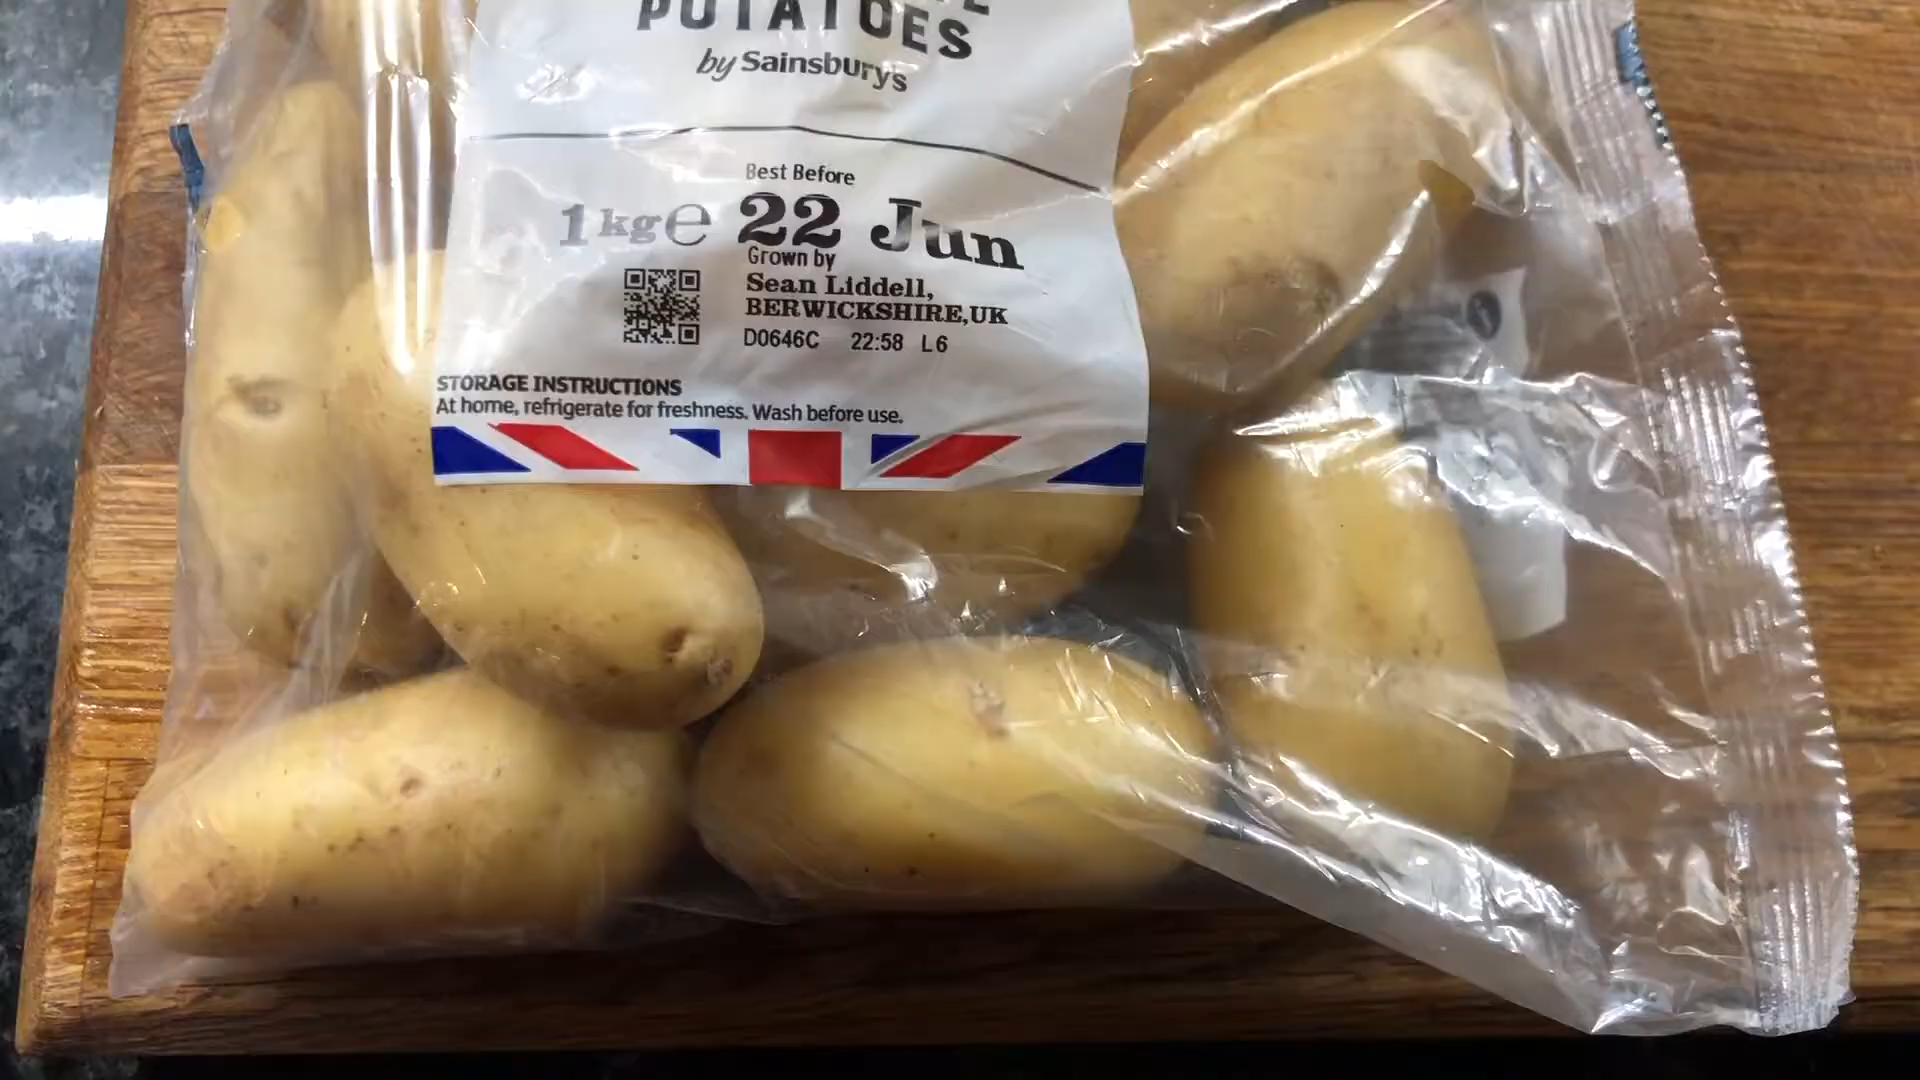 POTATOES
by Sainsburys
Best Before
1kg℮ 22 Jun
Grown by
Sean Liddell,
BERWICKSHIRE,UK
D0646C 22:58 L6
STORAGE INSTRUCTIONS
At home, refrigerate for freshness. Wash before use.